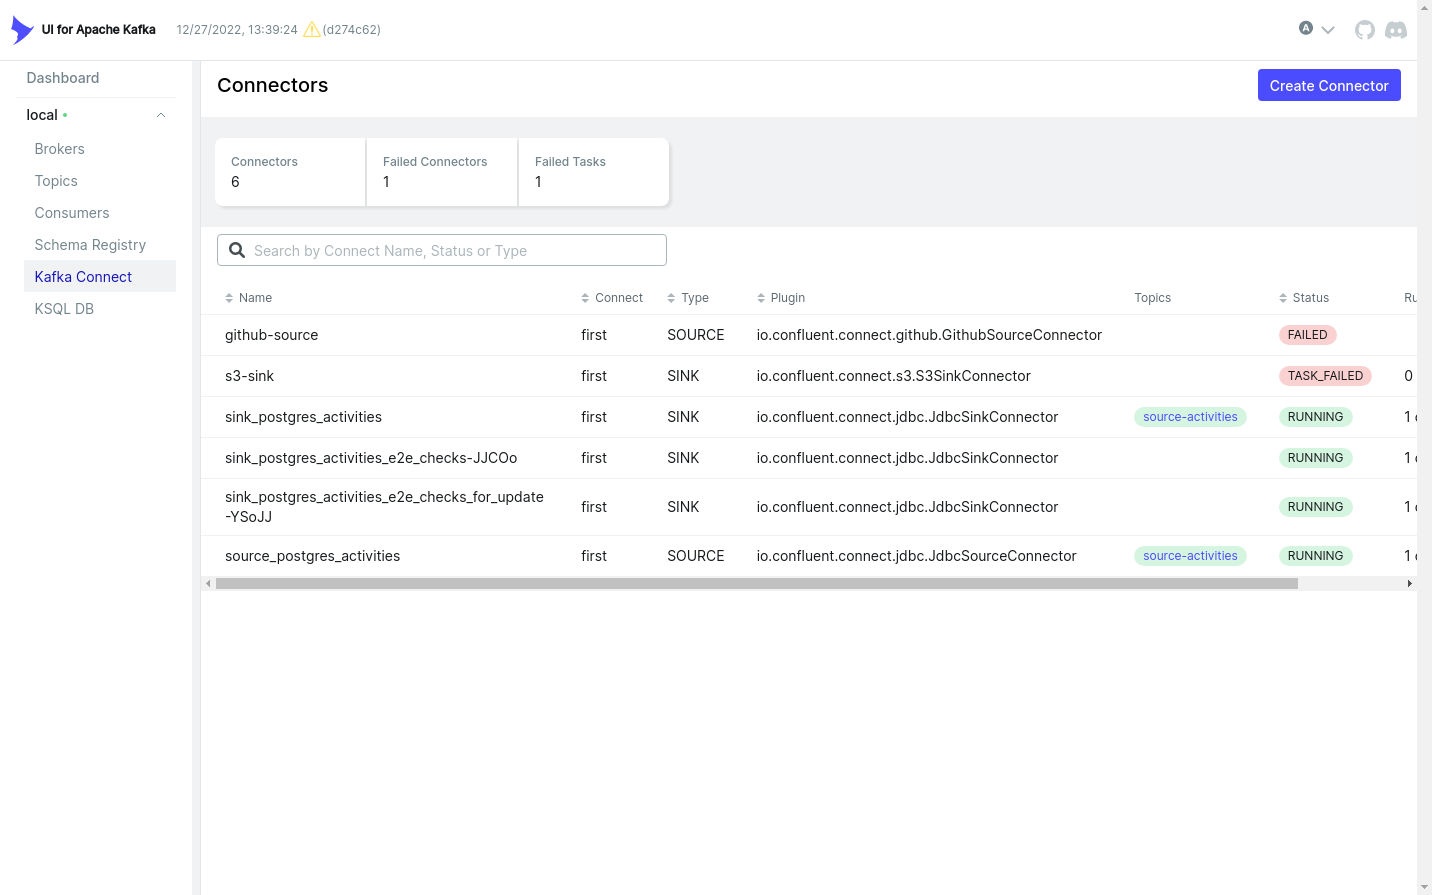 UI for Apache Kafka 12/27/2022, 13:39:24 (d274c62) A
Dashboard
local
Brokers
Topics
Consumers
Schema Registry
Kafka Connect
KSQL DB
Connectors
Create Connector
Connectors Failed Connectors Failed Tasks
6 1 1
Search by Connect Name, Status or Type
Name Connect Type Plugin Topics Status
github-source first SOURCE io.confluent.connect.github.GithubSourceConnector FAILED
s3-sink first SINK io.confluent.connect.s3.S3SinkConnector TASK_FAILED 0
sink_postgres_activities first SINK io.confluent.connect.jdbc.JdbcSinkConnector source-activities RUNNING 1
sink_postgres_activities_e2e_checks-JJCOo first SINK io.confluent.connect.jdbc.JdbcSinkConnector RUNNING 1
sink_postgres_activities_e2e_checks_for_update
-YSoJJ first SINK io.confluent.connect.jdbc.JdbcSinkConnector RUNNING 1
source_postgres_activities first SOURCE io.confluent.connect.jdbc.JdbcSourceConnector source-activities RUNNING 1